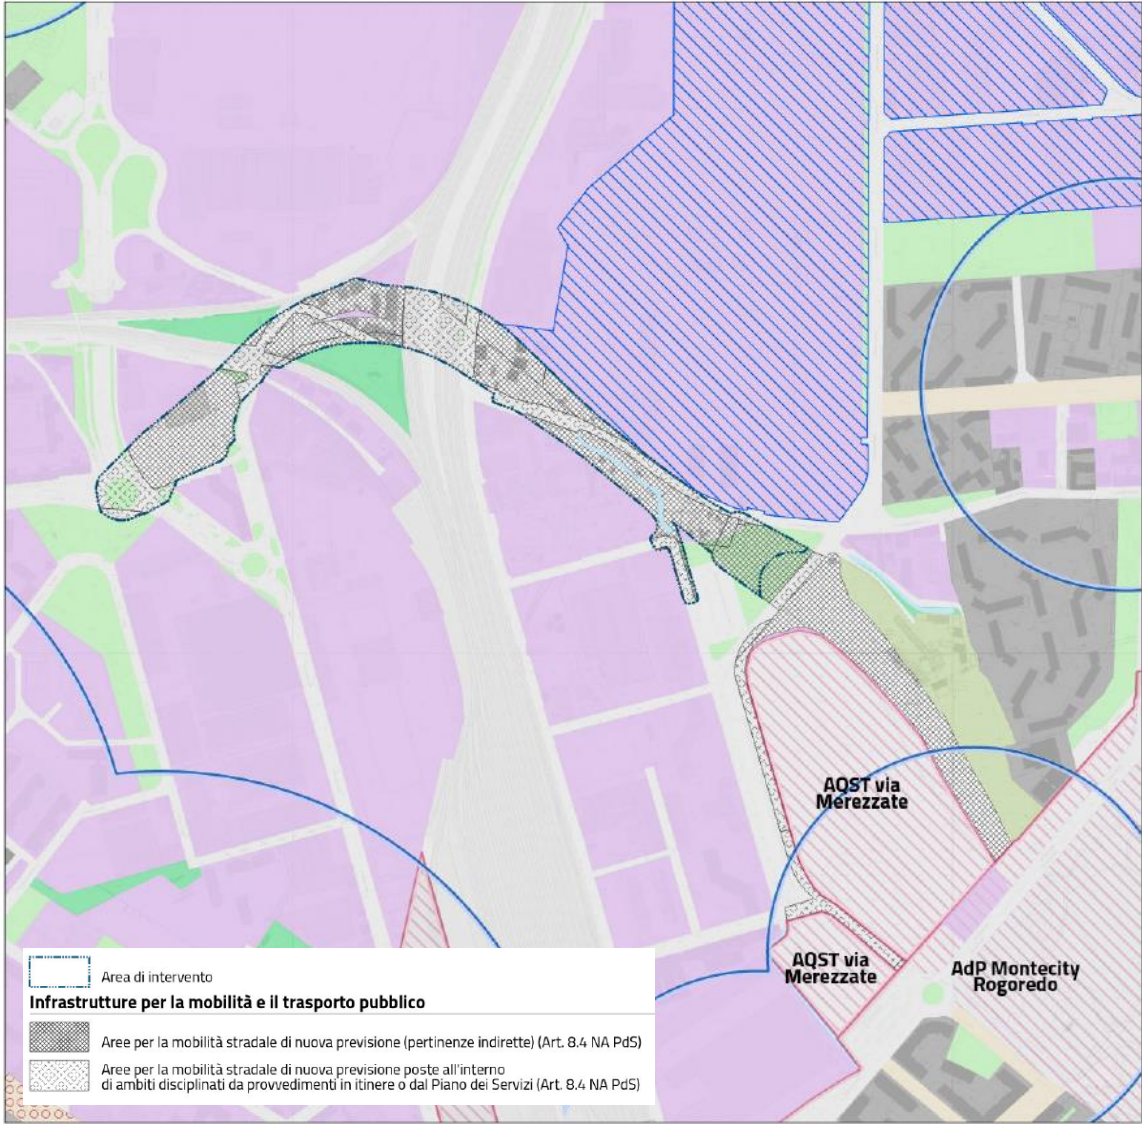 AQST via
Merezzate
AQST via
Merezzate
AdP Montecity
Rogoredo
Area di intervento
Infrastrutture per la mobilità e il trasporto pubblico
Aree per la mobilità stradale di nuova previsione (pertinenze indirette) (Art. 8.4 NA PdS)
Aree per la mobilità stradale di nuova previsione poste all'interno
di ambiti disciplinati da provvedimenti in itinere o dal Piano dei Servizi (Art. 8.4 NA PdS)